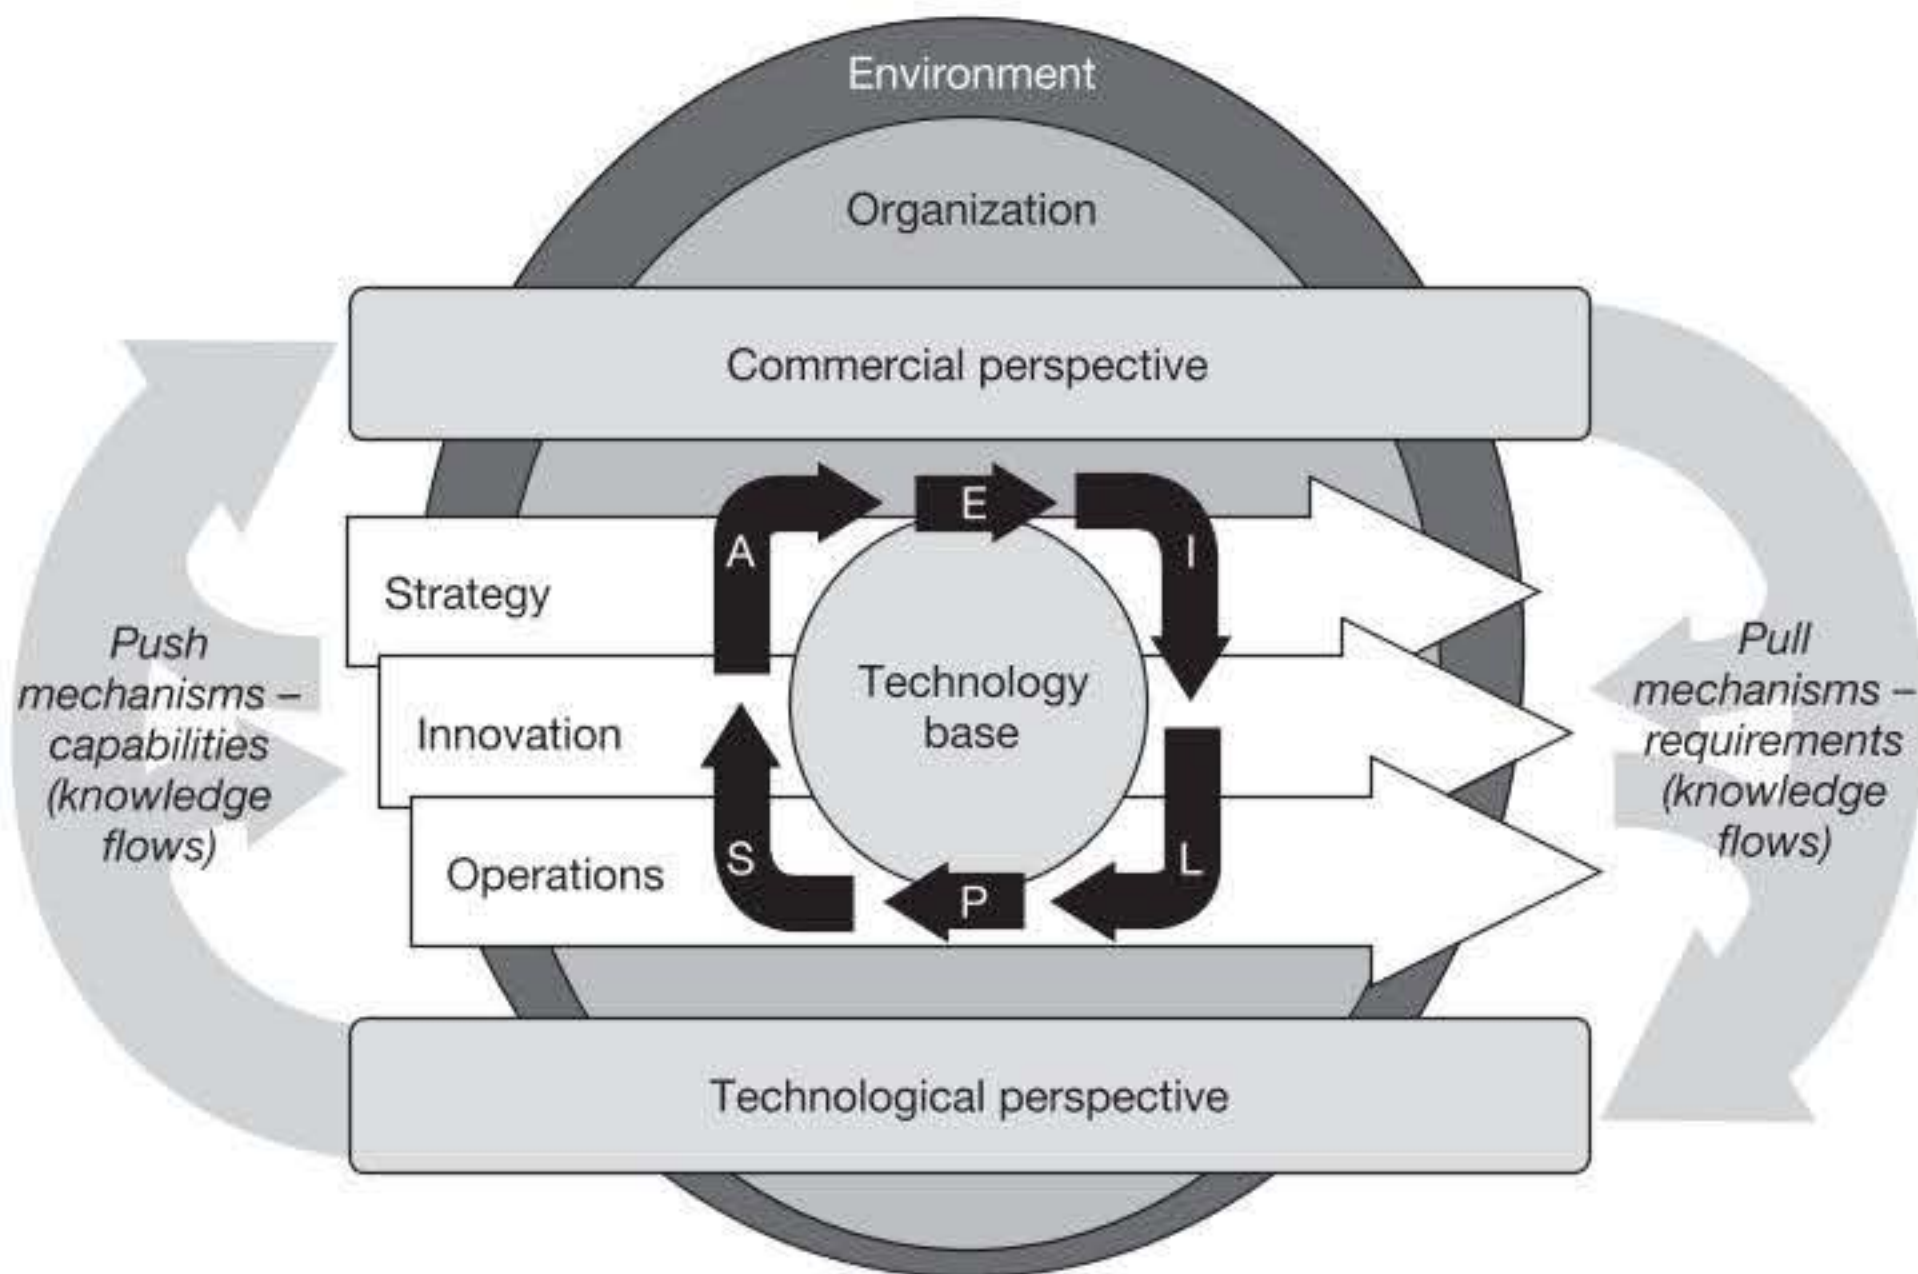 Environment
Organization
Commercial perspective
A
E
I
Strategy
Push
mechanisms –
capabilities
(knowledge
flows)
Innovation
Technology
base
Pull
mechanisms –
requirements
(knowledge
flows)
Operations
S
P
L
Technological perspective